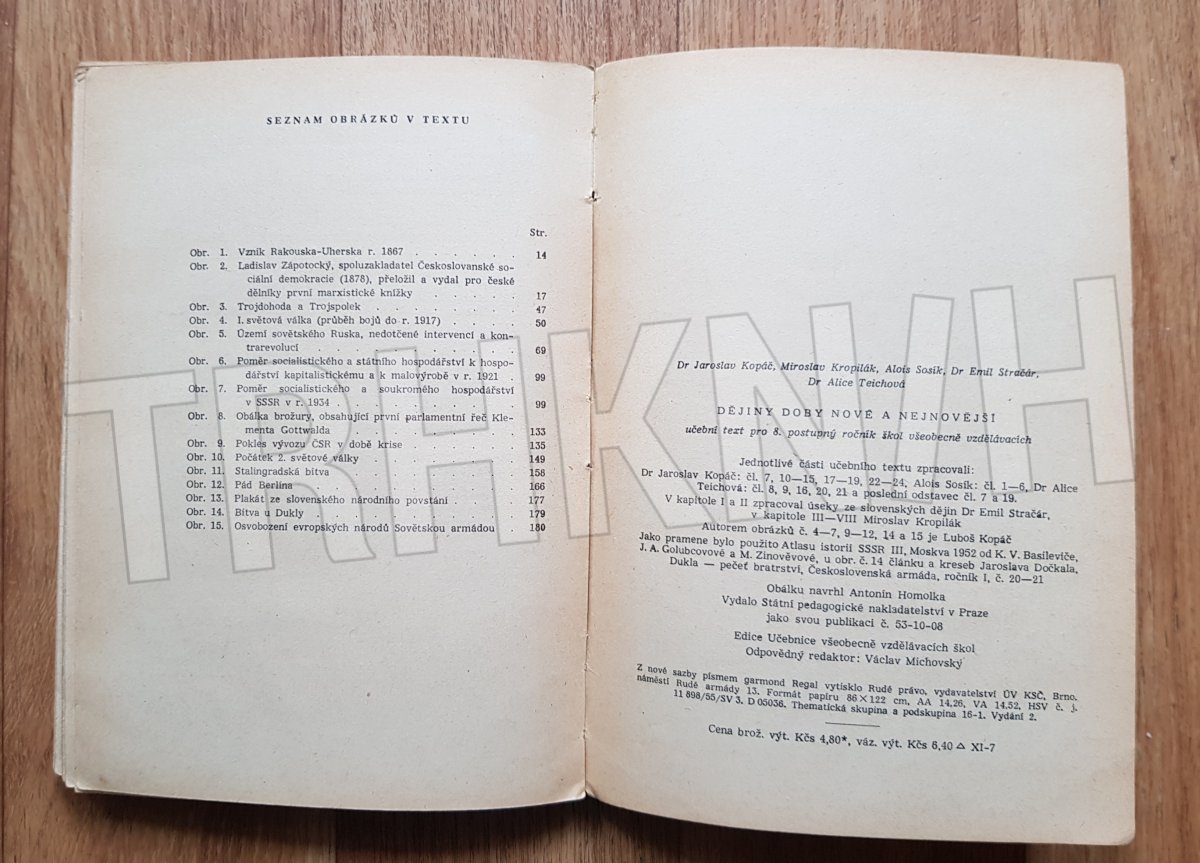 SEZNAM OBRÁZKŮ V TEXTU
Str.
Obr. 1. Vznik Rakouska-Uherska r. 1867 . . . . . . . . 14
Obr. 2. Ladislav Zápotocký, spoluzakladatel Českoslovanské so-
ciální demokracie (1878), přeložil a vydal pro české
dělníky první marxistické knížky . . . . . . 17
Obr. 3. Trojdohoda a Trojspolek . . . . . . . . . . 47
Obr. 4. I. světová válka (průběh bojů do r. 1917) . . . . . 50
Obr. 5. Území sovětského Ruska, nedotčené intervencí a kon-
trarevolucí . . . . . . . . . . . . . . 69
Obr. 6. Poměr socialistického a státního hospodářství k hospo-
dářství kapitalistickému a k malovýrobě v r. 1921 . 99
Obr. 7. Poměr socialistického a soukromého hospodářství
v SSSR v r. 1934 . . . . . . . . . . . . 99
Obr. 8. Obálka brožury, obsahující první parlamentní řeč Kle-
menta Gottwalda . . . . . . . . . . . . 133
Obr. 9. Pokles vývozu ČSR v době krise . . . . . . . . 135
Obr. 10. Počátek 2. světové války . . . . . . . . . . 149
Obr. 11. Stalingradská bitva . . . . . . . . . . . . 158
Obr. 12. Pád Berlína . . . . . . . . . . . . . . 166
Obr. 13. Plakát ze slovenského národního povstání . . . . . 177
Obr. 14. Bitva u Dukly . . . . . . . . . . . . . 179
Obr. 15. Osvobození evropských národů Sovětskou armádou . . 180
Dr Jaroslav Kopáč, Miroslav Kropilák, Alois Sosík, Dr Emil Stračár,
Dr Alice Teichová
DĚJINY DOBY NOVÉ A NEJNOVĚJŠÍ
učební text pro 8. postupný ročník škol všeobecně vzdělávacích
Jednotlivé části učebního textu zpracovali:
Dr Jaroslav Kopáč: čl. 7, 10—15, 17—19, 22—24, Alois Sosík: čl. 1—6, Dr Alice
Teichová: čl. 8, 9, 16, 20, 21 a poslední odstavec čl. 7 a 19.
V kapitole I a II zpracoval úseky ze slovenských dějin Dr Emil Stračár,
v kapitole III—VIII Miroslav Kropilák
Autorem obrázků č. 4—7, 9—12, 14 a 15 je Luboš Kopáč
Jako pramene bylo použito Atlasu istorii SSSR III, Moskva 1952 od K. V. Basileviče,
J. A. Golubcovové a M. Zinověvové, u obr. č. 14 článku a kreseb Jaroslava Dočkala,
Dukla — pečeť bratrství, Československá armáda, ročník I, č. 20—21
Obálku navrhl Antonín Homolka
Vydalo Státní pedagogické nakladatelství v Praze
jako svou publikaci č. 53-10-08
Edice Učebnice všeobecně vzdělávacích škol
Odpovědný redaktor: Václav Michovský
Z nové sazby písmem garmond Regal vytisklo Rudé právo, vydavatelství ÚV KSČ, Brno,
náměstí Rudé armády 13. Formát papíru 86×122 cm, AA 14,26, VA 14,52, HSV č. j.
11 898/55/SV 3. D 05036. Thematická skupina a podskupina 16-1. Vydání 2.
Cena brož. výt. Kčs 4,80*, váz. výt. Kčs 6,40 △ XI-7
TRHKNIH